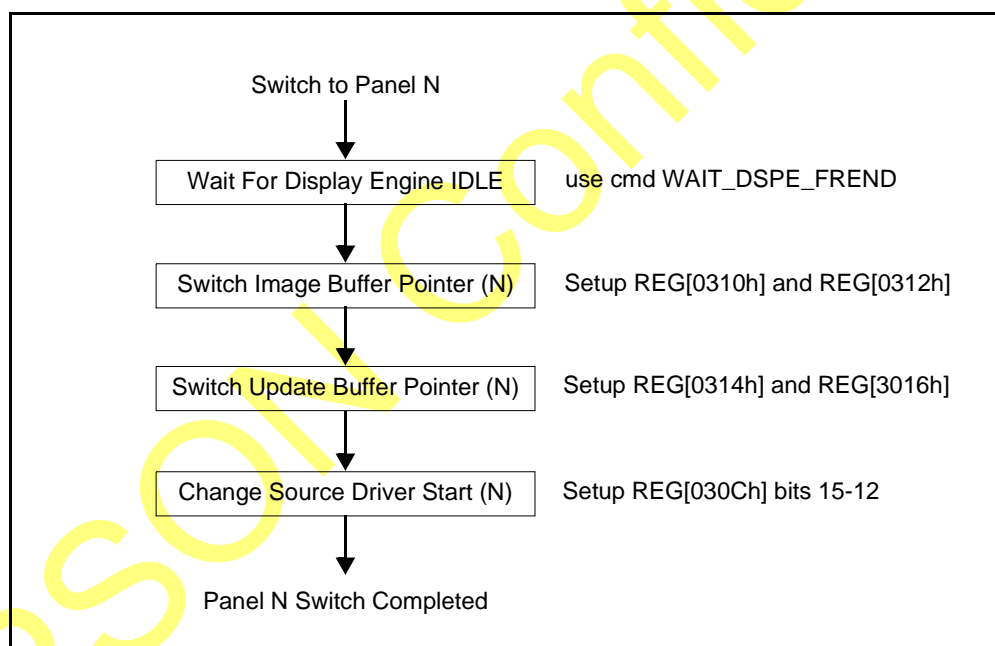 Switch to Panel N
Wait For Display Engine IDLE use cmd WAIT_DSPE_FREND
Switch Image Buffer Pointer (N) Setup REG[0310h] and REG[0312h]
Switch Update Buffer Pointer (N) Setup REG[0314h] and REG[3016h]
Change Source Driver Start (N) Setup REG[030Ch] bits 15-12
Panel N Switch Completed